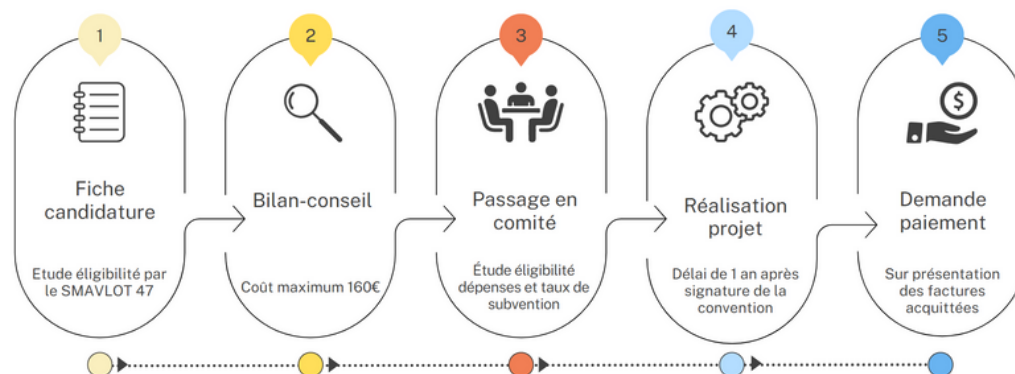 1
Fiche
candidature
Etude éligibilité par
le SMAVLOT 47
2
Bilan-conseil
Coût maximum 160€
3
Passage en
comité
Étude éligibilité
dépenses et taux de
subvention
4
Réalisation
projet
Délai de 1 an après
signature de la
convention
5
$
Demande
paiement
Sur présentation
des factures
acquittées